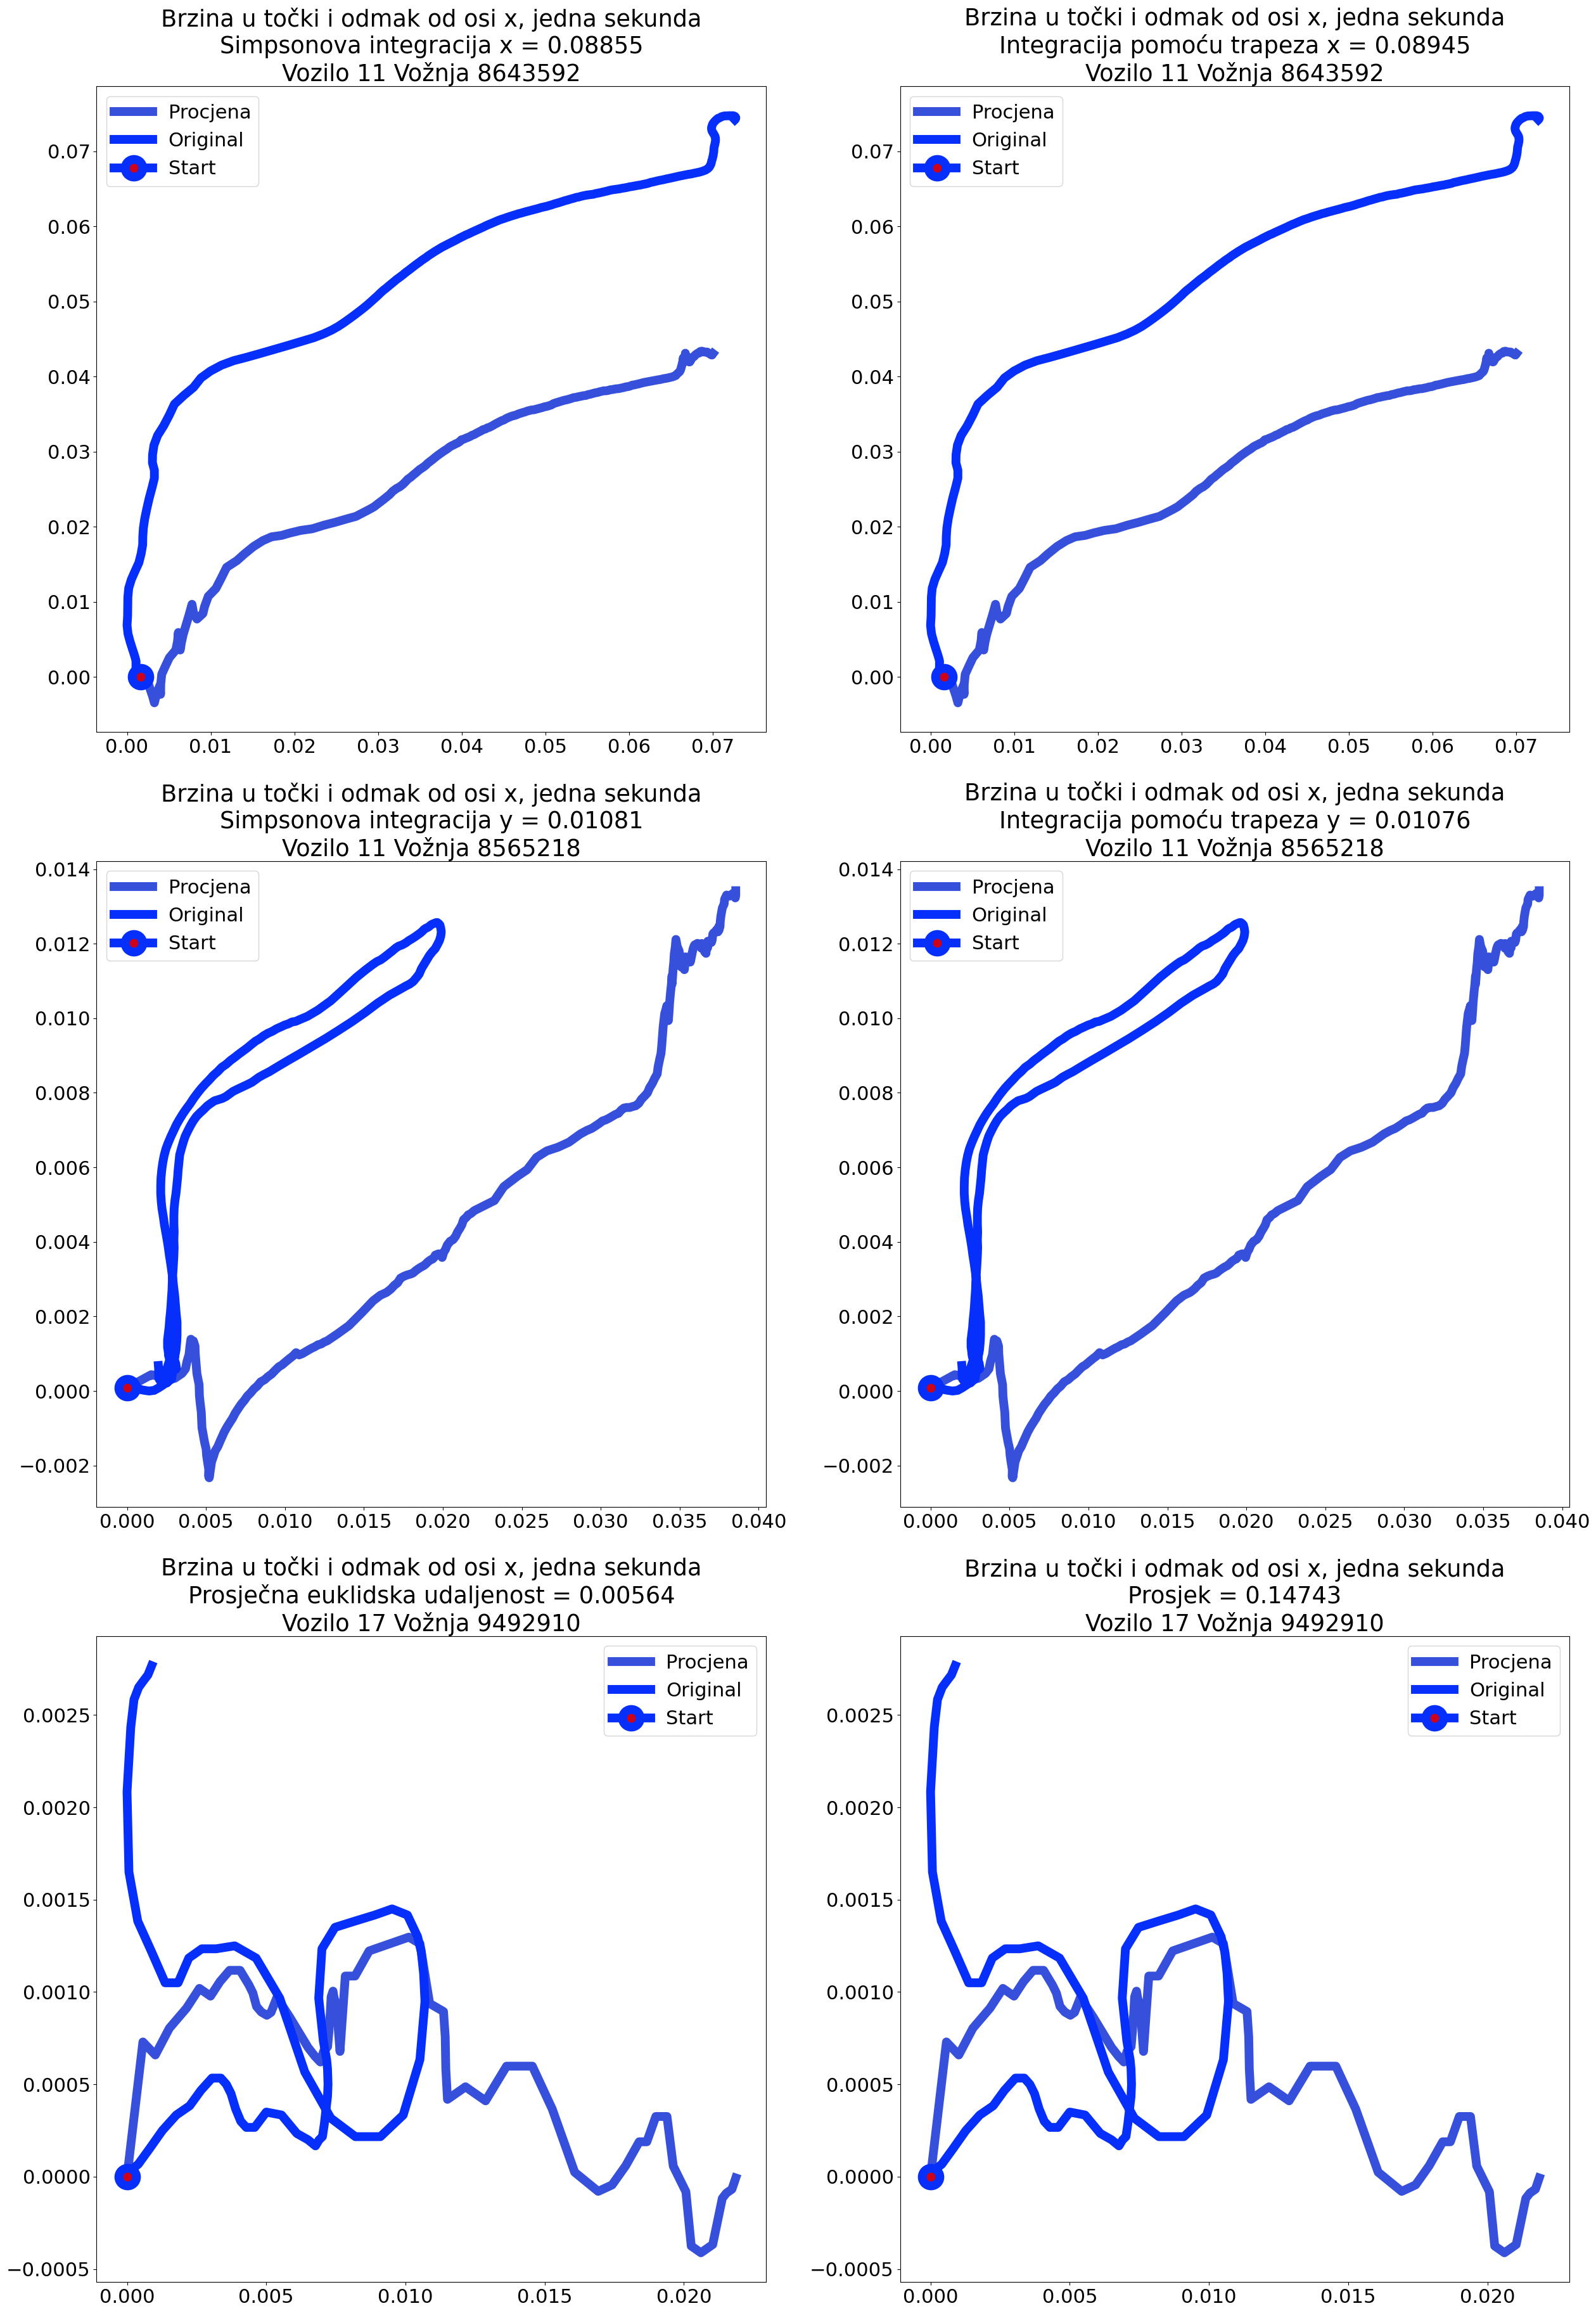 Brzina u točki i odmak od osi x, jedna sekunda
Simpsonova integracija x = 0.08855
Vozilo 11 Vožnja 8643592
Procjena
Original
Start
0.07
0.06
0.05
0.04
0.03
0.02
0.01
0.00
0.00 0.01 0.02 0.03 0.04 0.05 0.06 0.07
Brzina u točki i odmak od osi x, jedna sekunda
Integracija pomoću trapeza x = 0.08945
Vozilo 11 Vožnja 8643592
Procjena
Original
Start
0.07
0.06
0.05
0.04
0.03
0.02
0.01
0.00
0.00 0.01 0.02 0.03 0.04 0.05 0.06 0.07
Brzina u točki i odmak od osi x, jedna sekunda
Simpsonova integracija y = 0.01081
Vozilo 11 Vožnja 8565218
Procjena
Original
Start
0.014
0.012
0.010
0.008
0.006
0.004
0.002
0.000
−0.002
0.000 0.005 0.010 0.015 0.020 0.025 0.030 0.035 0.040
Brzina u točki i odmak od osi x, jedna sekunda
Integracija pomoću trapeza y = 0.01076
Vozilo 11 Vožnja 8565218
Procjena
Original
Start
0.014
0.012
0.010
0.008
0.006
0.004
0.002
0.000
−0.002
0.000 0.005 0.010 0.015 0.020 0.025 0.030 0.035 0.040
Brzina u točki i odmak od osi x, jedna sekunda
Prosječna euklidska udaljenost = 0.00564
Vozilo 17 Vožnja 9492910
Procjena
Original
Start
0.0025
0.0020
0.0015
0.0010
0.0005
0.0000
−0.0005
0.000 0.005 0.010 0.015 0.020
Brzina u točki i odmak od osi x, jedna sekunda
Prosjek = 0.14743
Vozilo 17 Vožnja 9492910
Procjena
Original
Start
0.0025
0.0020
0.0015
0.0010
0.0005
0.0000
−0.0005
0.000 0.005 0.010 0.015 0.020